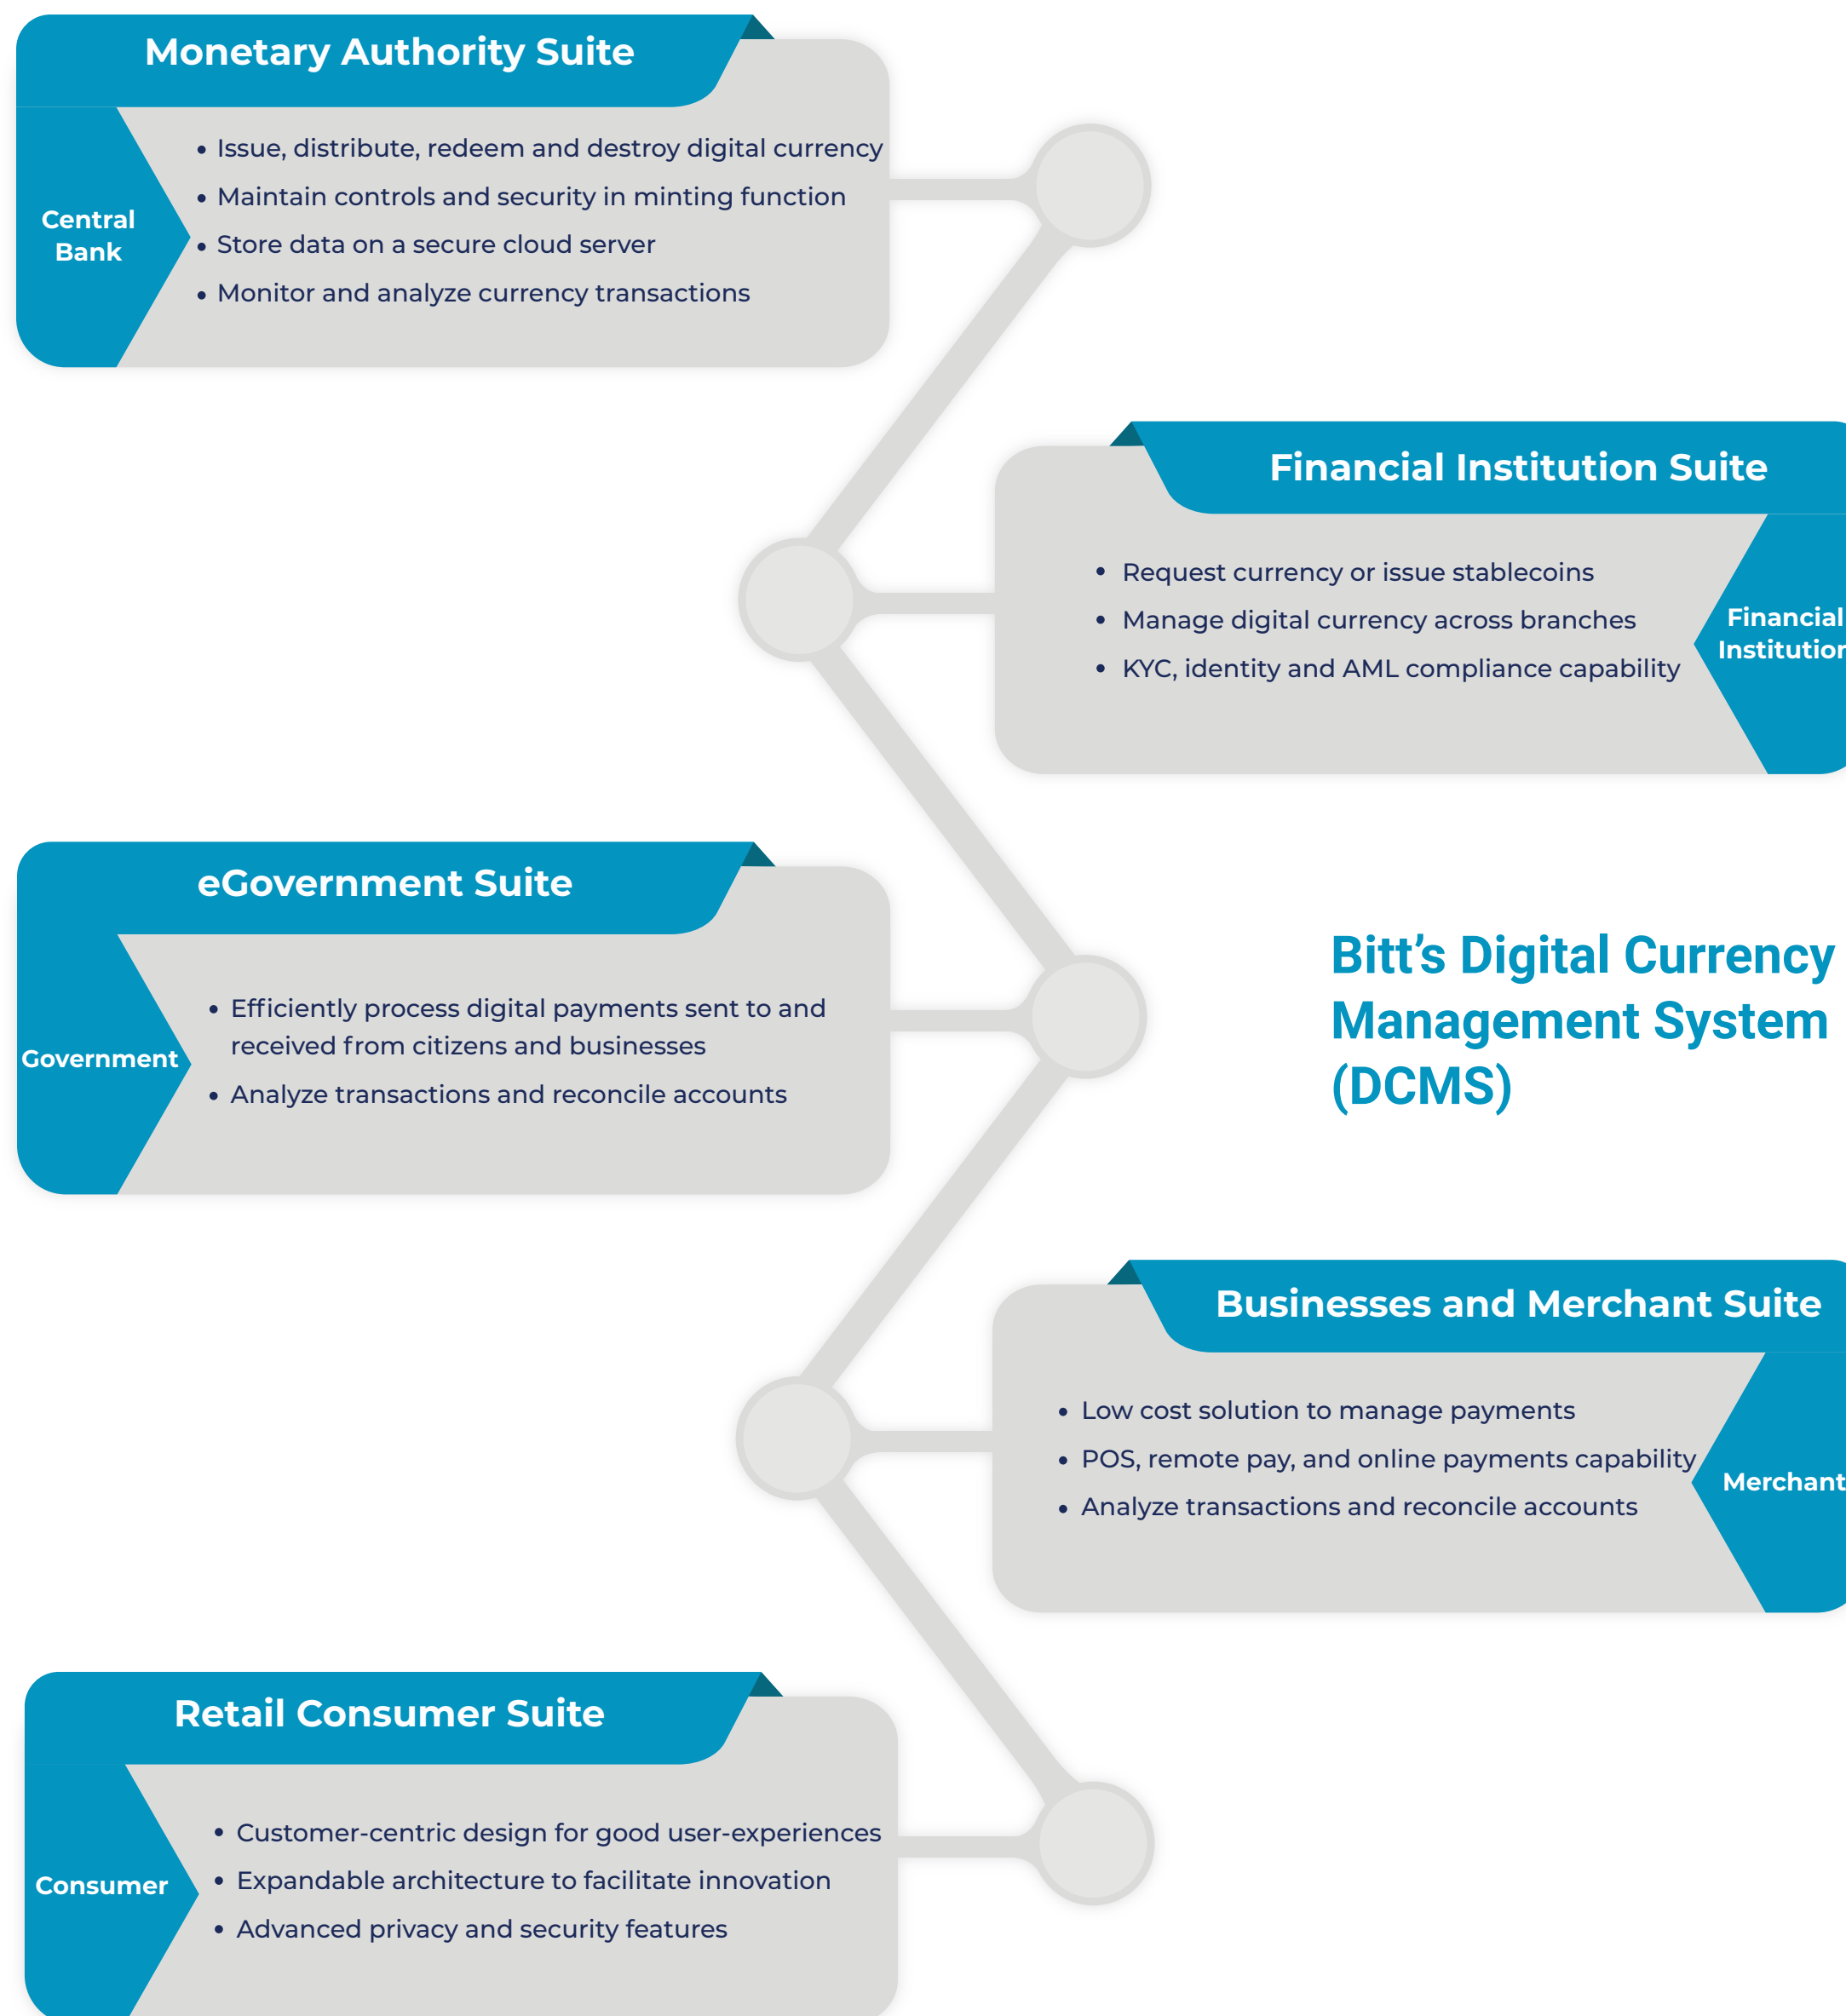 Monetary Authority Suite
Central
Bank
• Issue, distribute, redeem and destroy digital currency
• Maintain controls and security in minting function
• Store data on a secure cloud server
• Monitor and analyze currency transactions
Financial Institution Suite
• Request currency or issue stablecoins
• Manage digital currency across branches
• KYC, identity and AML compliance capability
Financial
Institution
eGovernment Suite
Government
• Efficiently process digital payments sent to and
received from citizens and businesses
• Analyze transactions and reconcile accounts
Bitt’s Digital Currency
Management System
(DCMS)
Businesses and Merchant Suite
• Low cost solution to manage payments
• POS, remote pay, and online payments capability
• Analyze transactions and reconcile accounts
Merchant
Retail Consumer Suite
Consumer
• Customer-centric design for good user-experiences
• Expandable architecture to facilitate innovation
• Advanced privacy and security features